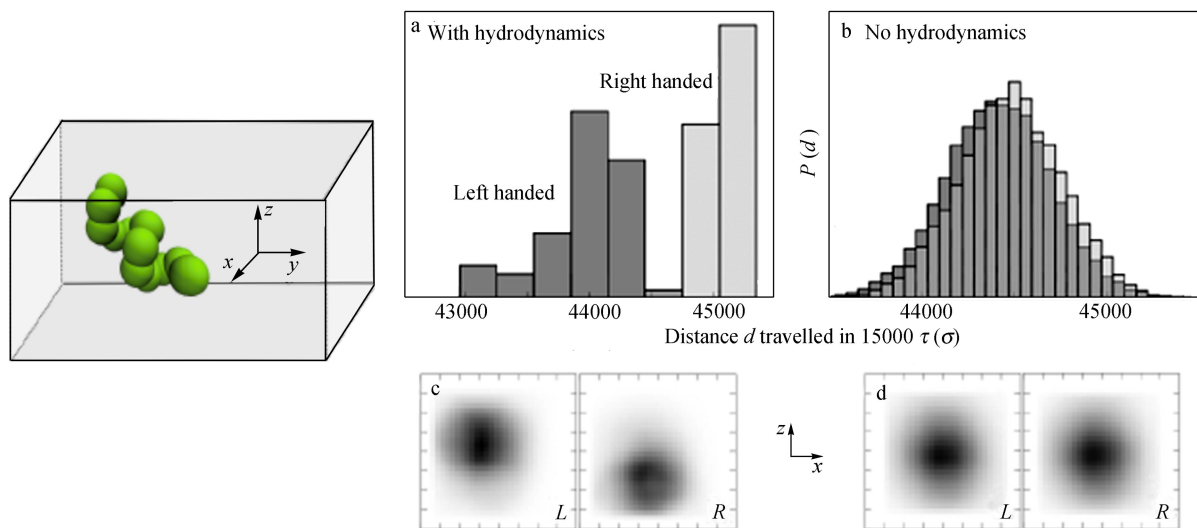 a With hydrodynamics
Right handed
Left handed
43000 44000 45000
b No hydrodynamics
P (d)
44000 45000
Distance d travelled in 15000 τ (σ)
z
x
y
c
L
R
z
x
d
L
R